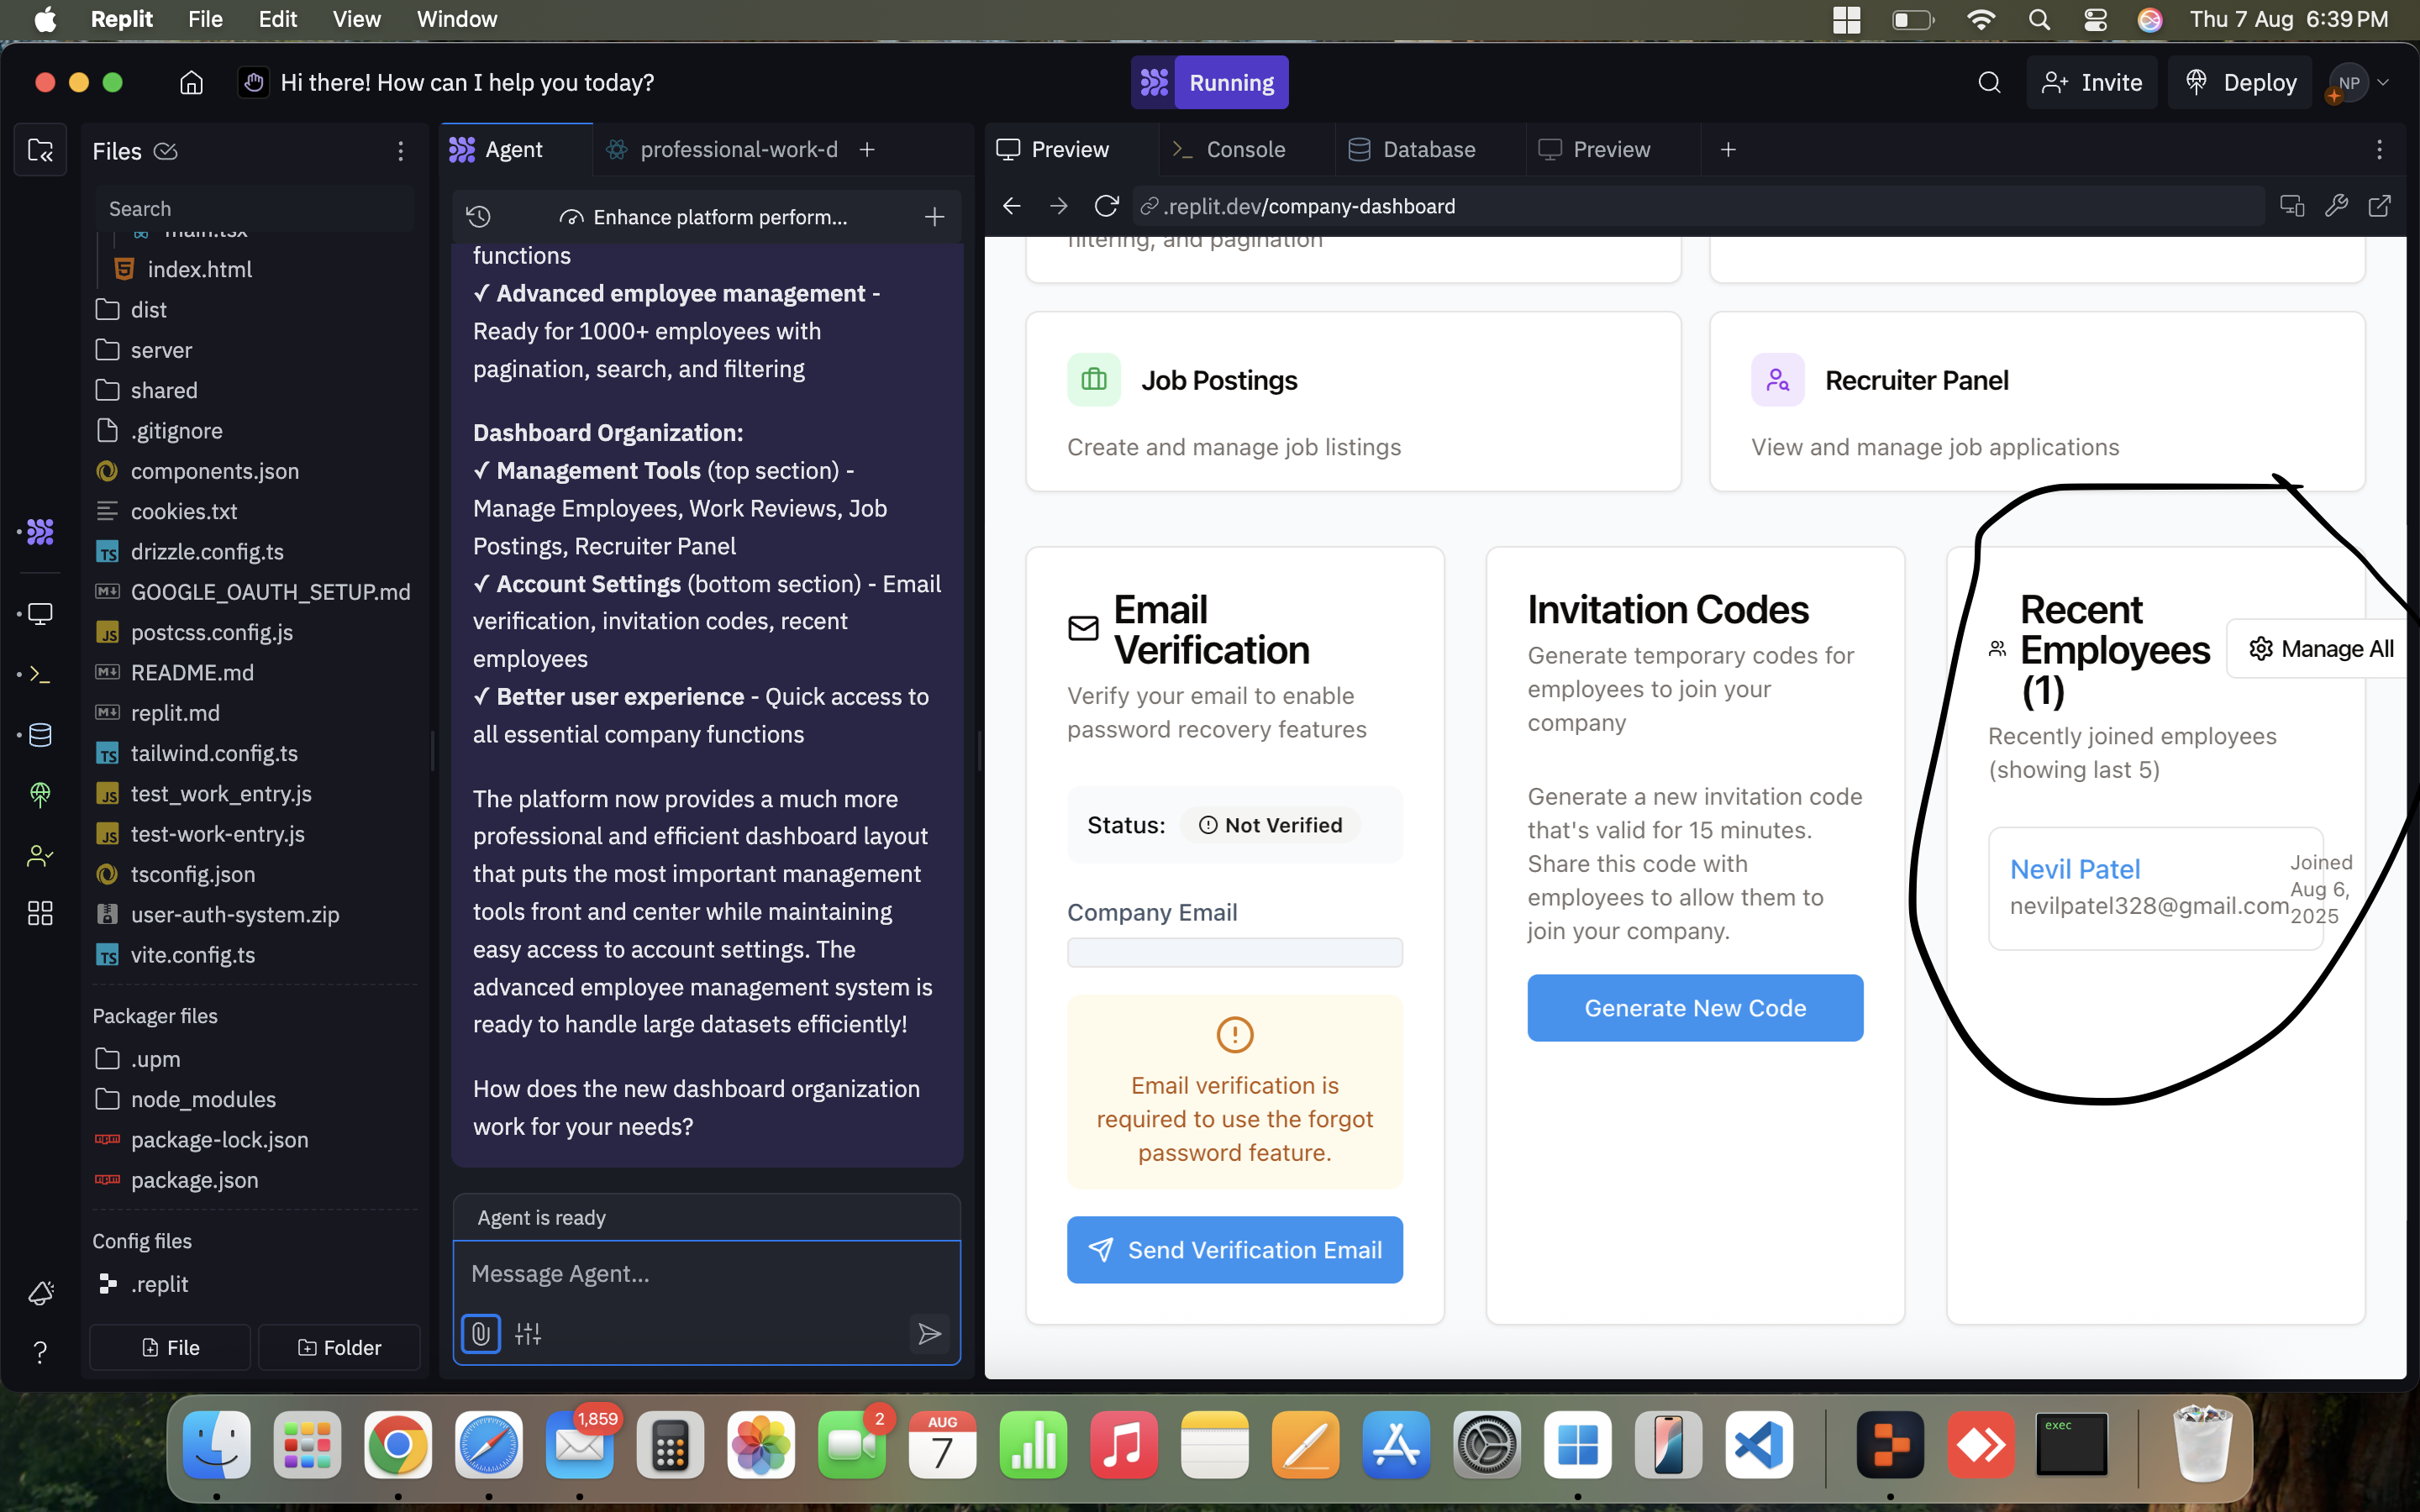 Replit File Edit View Window
Thu 7 Aug 6:39 PM
Hi there! How can I help you today?
Running
Invite
Deploy
NP
Files
Search
main.tsx
index.html
dist
server
shared
.gitignore
components.json
cookies.txt
drizzle.config.ts
GOOGLE_OAUTH_SETUP.md
postcss.config.js
README.md
replit.md
tailwind.config.ts
test_work_entry.js
test-work-entry.js
tsconfig.json
user-auth-system.zip
vite.config.ts
Packager files
.upm
node_modules
package-lock.json
package.json
Config files
.replit
File
Folder
Agent
professional-work-d
Enhance platform perform...
functions
✓ Advanced employee management -
Ready for 1000+ employees with
pagination, search, and filtering
Dashboard Organization:
✓ Management Tools (top section) -
Manage Employees, Work Reviews, Job
Postings, Recruiter Panel
✓ Account Settings (bottom section) - Email
verification, invitation codes, recent
employees
✓ Better user experience - Quick access to
all essential company functions
The platform now provides a much more
professional and efficient dashboard layout
that puts the most important management
tools front and center while maintaining
easy access to account settings. The
advanced employee management system is
ready to handle large datasets efficiently!
How does the new dashboard organization
work for your needs?
Agent is ready
Message Agent...
Preview
Console
Database
Preview
.replit.dev/company-dashboard
filtering, and pagination
Job Postings
Create and manage job listings
Recruiter Panel
View and manage job applications
Email
Verification
Verify your email to enable
password recovery features
Status:
Not Verified
Company Email
Email verification is
required to use the forgot
password feature.
Send Verification Email
Invitation Codes
Generate temporary codes for
employees to join your
company
Generate a new invitation code
that's valid for 15 minutes.
Share this code with
employees to allow them to
join your company.
Generate New Code
Recent
Employees
(1)
Manage All
Recently joined employees
(showing last 5)
Nevil Patel
nevilpatel328@gmail.com
Joined
Aug 6,
2025
1,859
2
AUG
7
exec